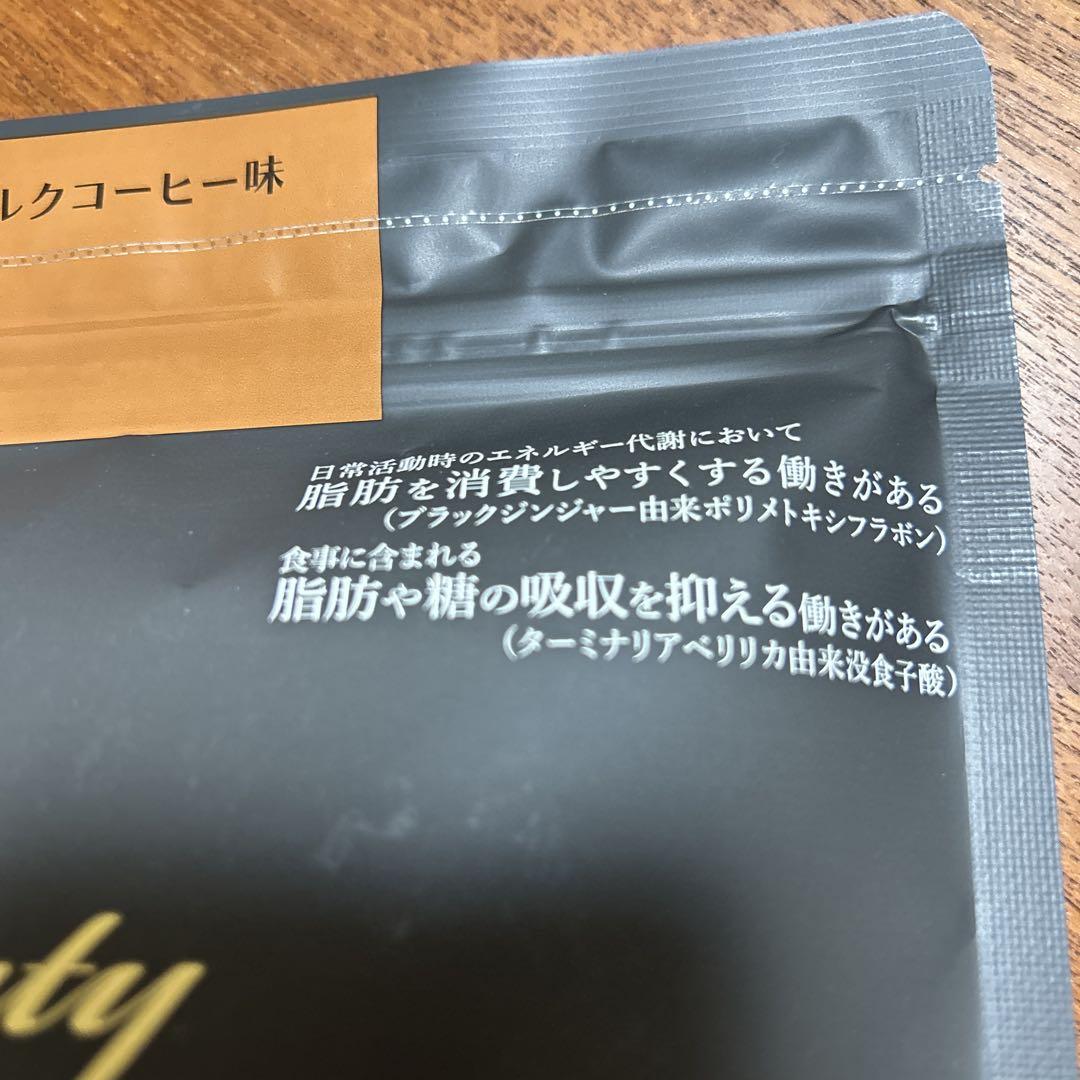 ルクコーヒー味
日常活動時のエネルギー代謝において
脂肪を消費しやすくする働きがある
（ブラックジンジャー由来ポリメトキシフラボン）
食事に含まれる
脂肪や糖の吸収を抑える働きがある
（ターミナリアベリリカ由来没食子酸）
uty